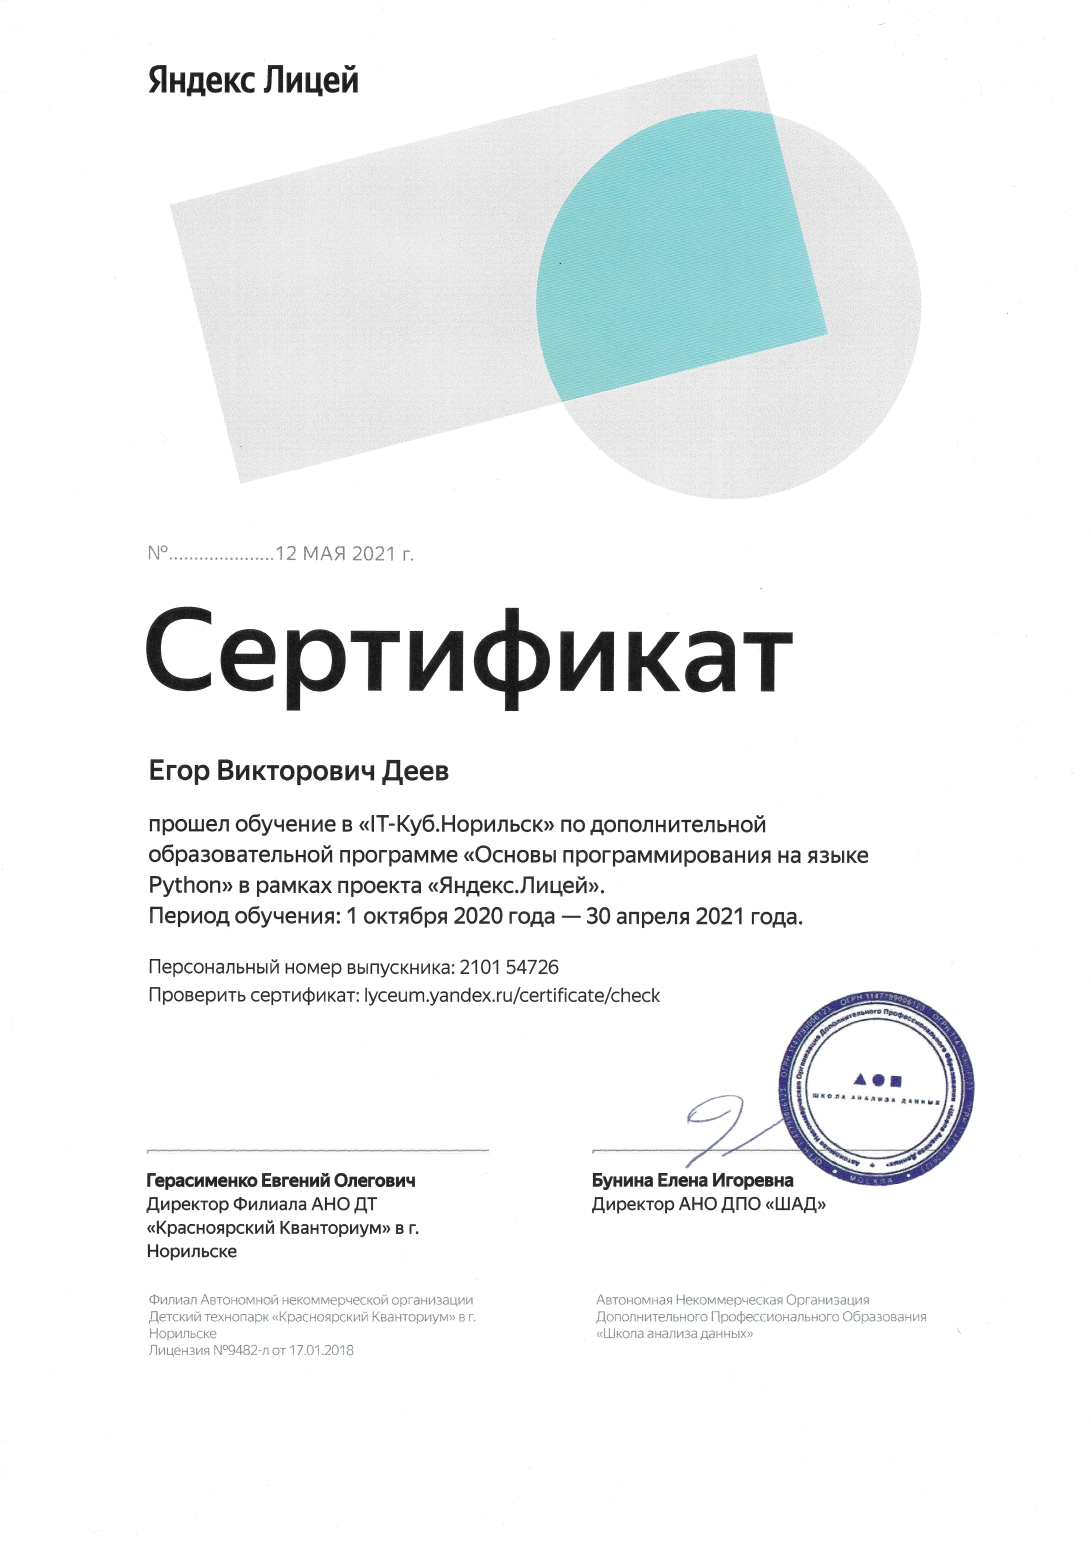 Яндекс Лицей
№.....................12 МАЯ 2021 г.
Сертификат
Егор Викторович Деев
прошел обучение в «IT-Куб.Норильск» по дополнительной
образовательной программе «Основы программирования на языке
Python» в рамках проекта «Яндекс.Лицей».
Период обучения: 1 октября 2020 года — 30 апреля 2021 года.
Персональный номер выпускника: 2101 54726
Проверить сертификат: lyceum.yandex.ru/certificate/check
ШКОЛА АНАЛИЗА ДАННЫХ
МОСКВА
Герасименко Евгений Олегович
Директор Филиала АНО ДТ
«Красноярский Кванториум» в г.
Норильске
Бунина Елена Игоревна
Директор АНО ДПО «ШАД»
Филиал Автономной некоммерческой организации
Детский технопарк «Красноярский Кванториум» в г.
Норильске
Лицензия №9482-л от 17.01.2018
Автономная Некоммерческая Организация
Дополнительного Профессионального Образования
«Школа анализа данных»